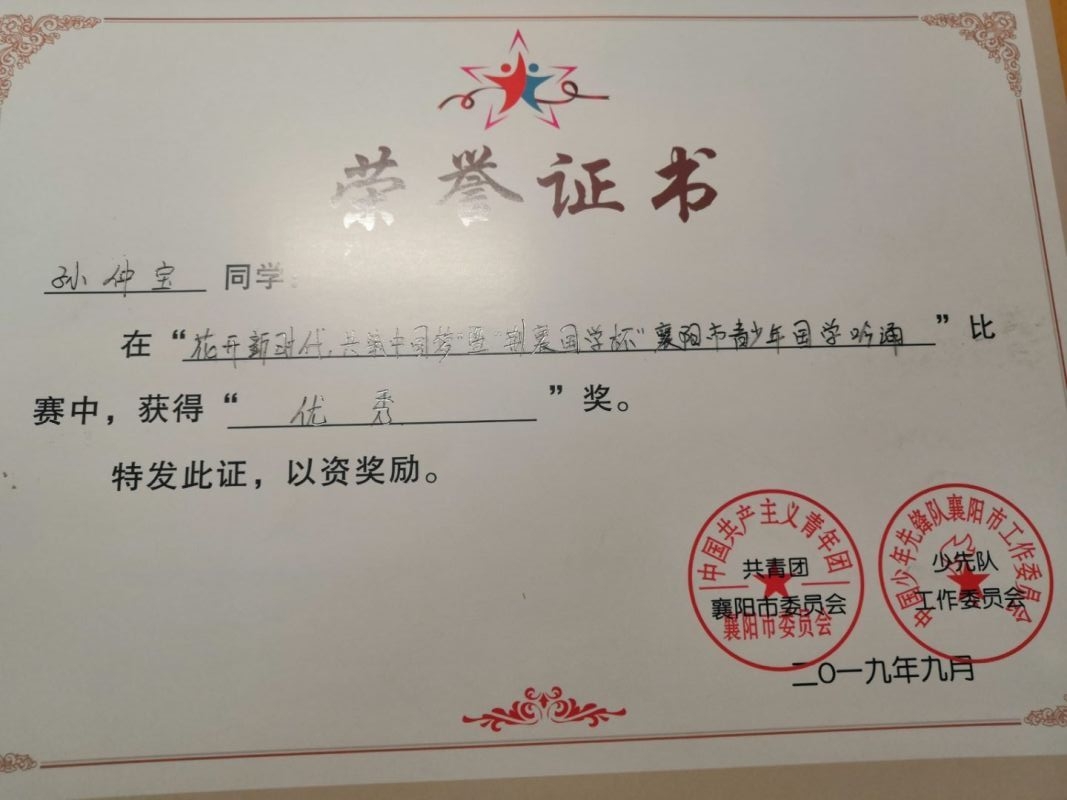 荣誉证书
孙仲宝 同学:
在“花开新时代、共筑中国梦”暨“荆襄国学杯”襄阳市青少年国学吟诵”比
赛中，获得“优秀”奖。
特发此证，以资奖励。
中国共产主义青年团
襄阳市委员会
共青团
襄阳市委员会
中国少年先锋队襄阳市工作委员会
少先队
工作委员会
二〇一九年九月